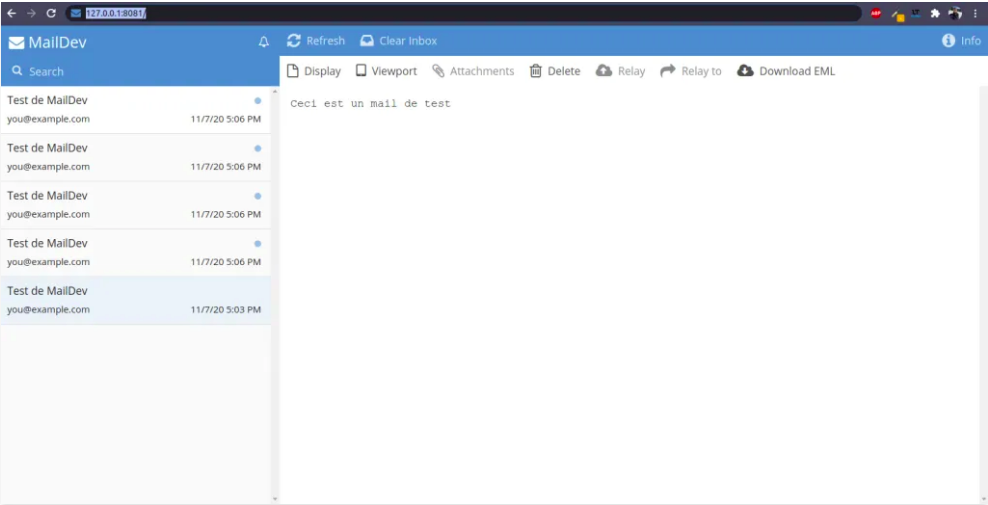 127.0.0.1:8081/
ABP
MailDev
Refresh Clear Inbox
Info
Search
Display Viewport Attachments Delete Relay Relay to Download EML
Test de MailDev
you@example.com 11/7/20 5:06 PM
Test de MailDev
you@example.com 11/7/20 5:06 PM
Test de MailDev
you@example.com 11/7/20 5:06 PM
Test de MailDev
you@example.com 11/7/20 5:06 PM
Test de MailDev
you@example.com 11/7/20 5:03 PM
Ceci est un mail de test